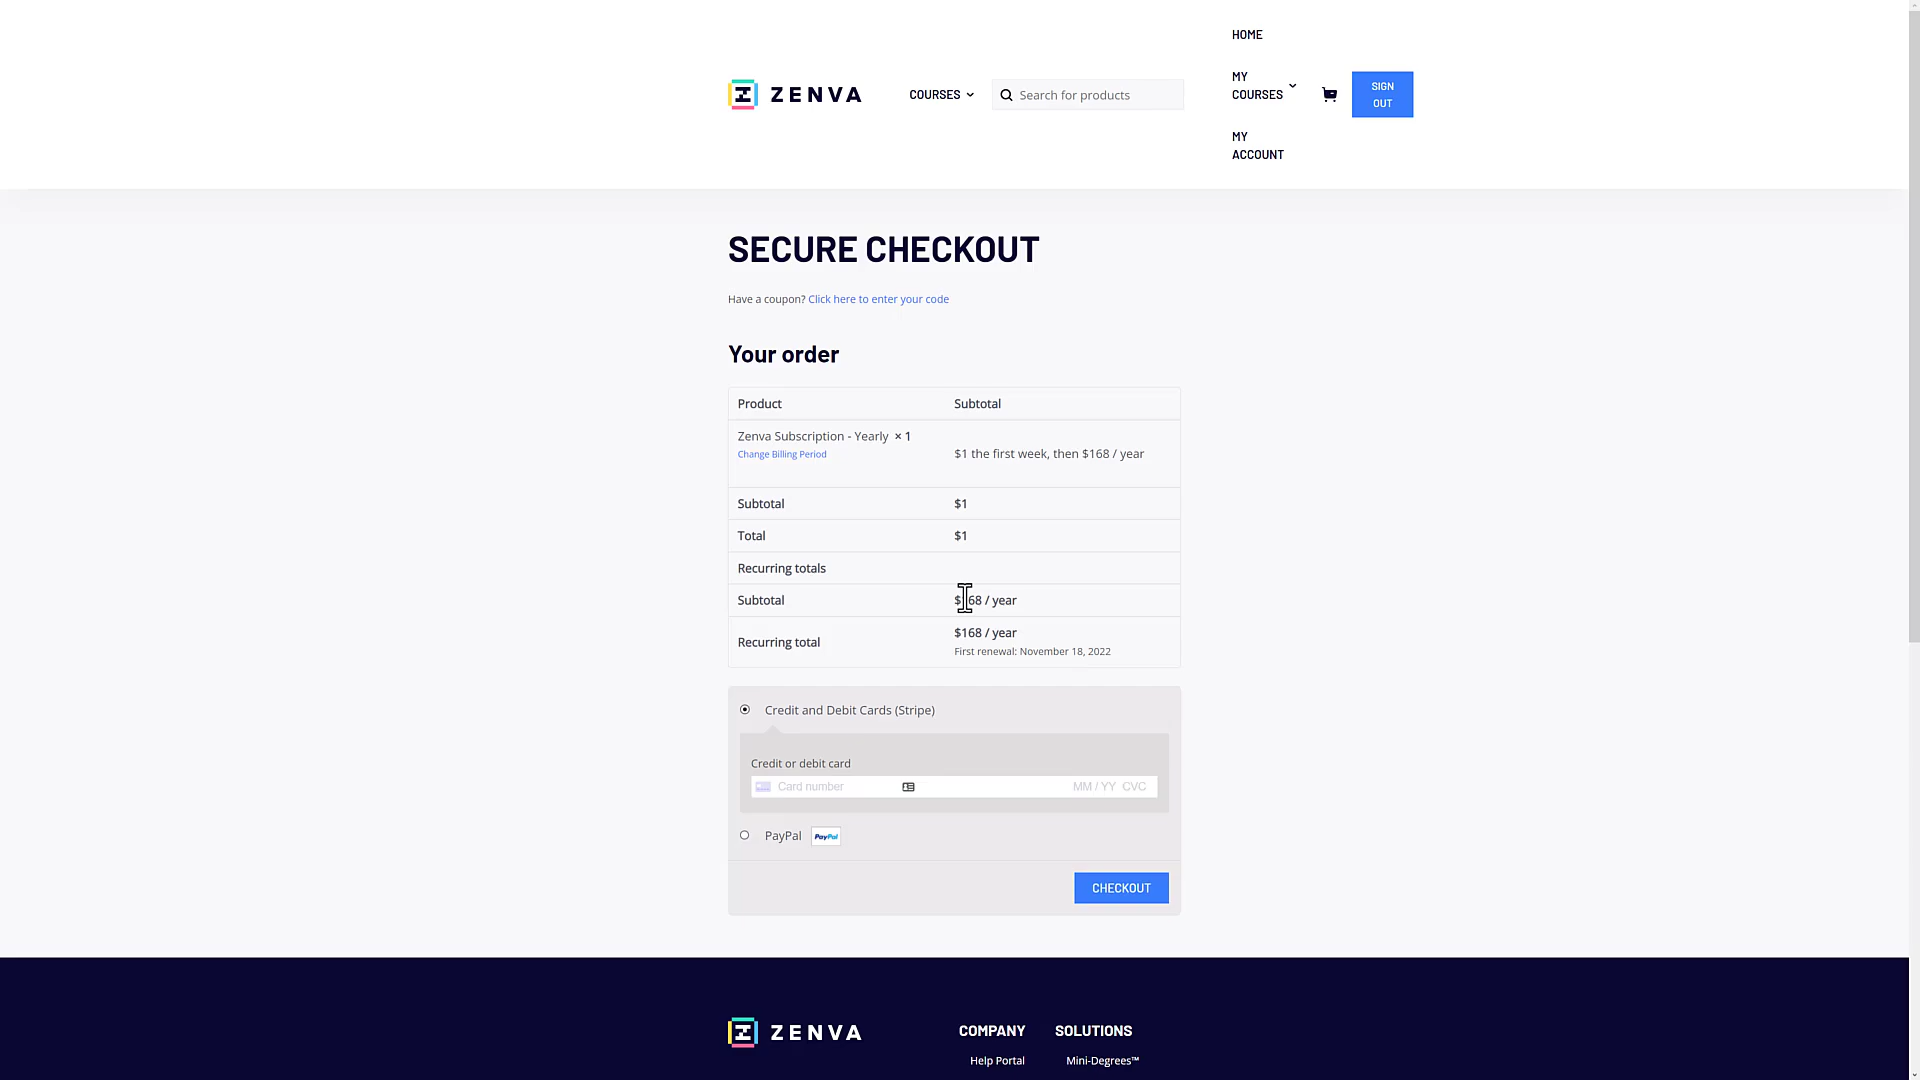 HOME
ZENVA
COURSES
Search for products
MY
COURSES
SIGN
OUT
MY
ACCOUNT
SECURE CHECKOUT
Have a coupon? Click here to enter your code
Your order
Product Subtotal
Zenva Subscription - Yearly × 1
Change Billing Period
$1 the first week, then $168 / year
Subtotal $1
Total $1
Recurring totals
Subtotal $168 / year
Recurring total $168 / year
First renewal: November 18, 2022
Credit and Debit Cards (Stripe)
Credit or debit card
Card number MM / YY CVC
PayPal PayPal
CHECKOUT
ZENVA
COMPANY SOLUTIONS
Help Portal Mini-Degrees™